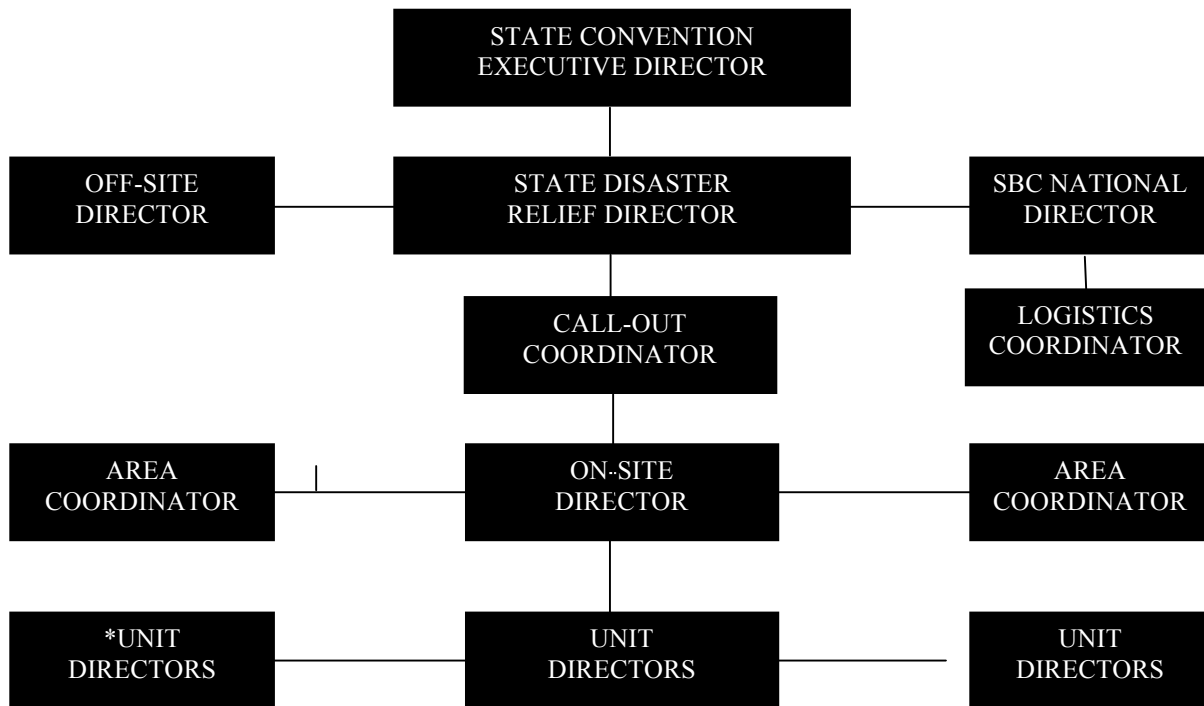 STATE CONVENTION
EXECUTIVE DIRECTOR
OFF-SITE
DIRECTOR
STATE DISASTER
RELIEF DIRECTOR
SBC NATIONAL
DIRECTOR
CALL-OUT
COORDINATOR
LOGISTICS
COORDINATOR
AREA
COORDINATOR
ON-SITE
DIRECTOR
AREA
COORDINATOR
*UNIT
DIRECTORS
UNIT
DIRECTORS
UNIT
DIRECTORS